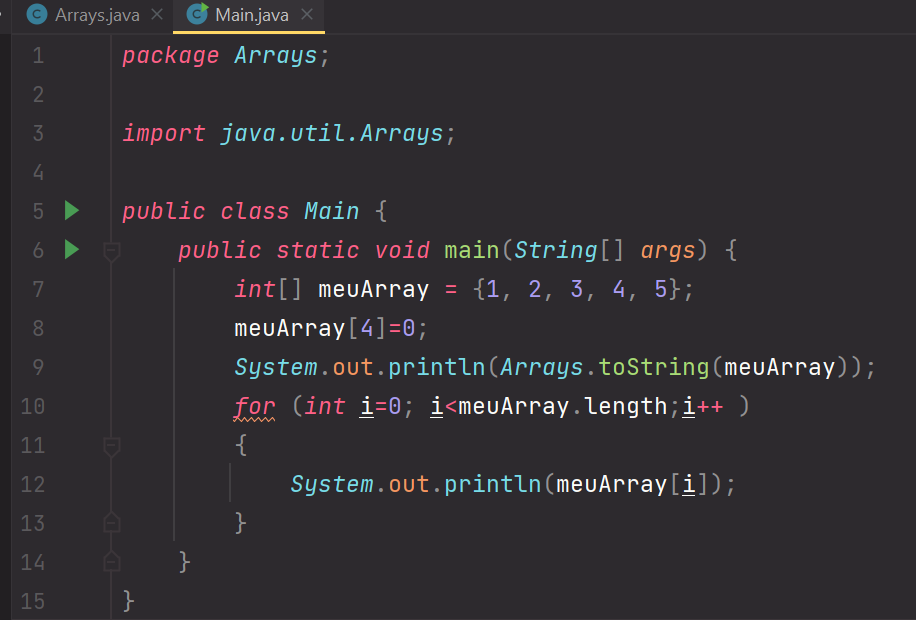 Arrays.java Main.java
1 package Arrays;
2
3 import java.util.Arrays;
4
5 public class Main {
6     public static void main(String[] args) {
7         int[] meuArray = {1, 2, 3, 4, 5};
8         meuArray[4]=0;
9         System.out.println(Arrays.toString(meuArray));
10         for (int i=0; i<meuArray.length;i++ )
11         {
12             System.out.println(meuArray[i]);
13         }
14     }
15 }